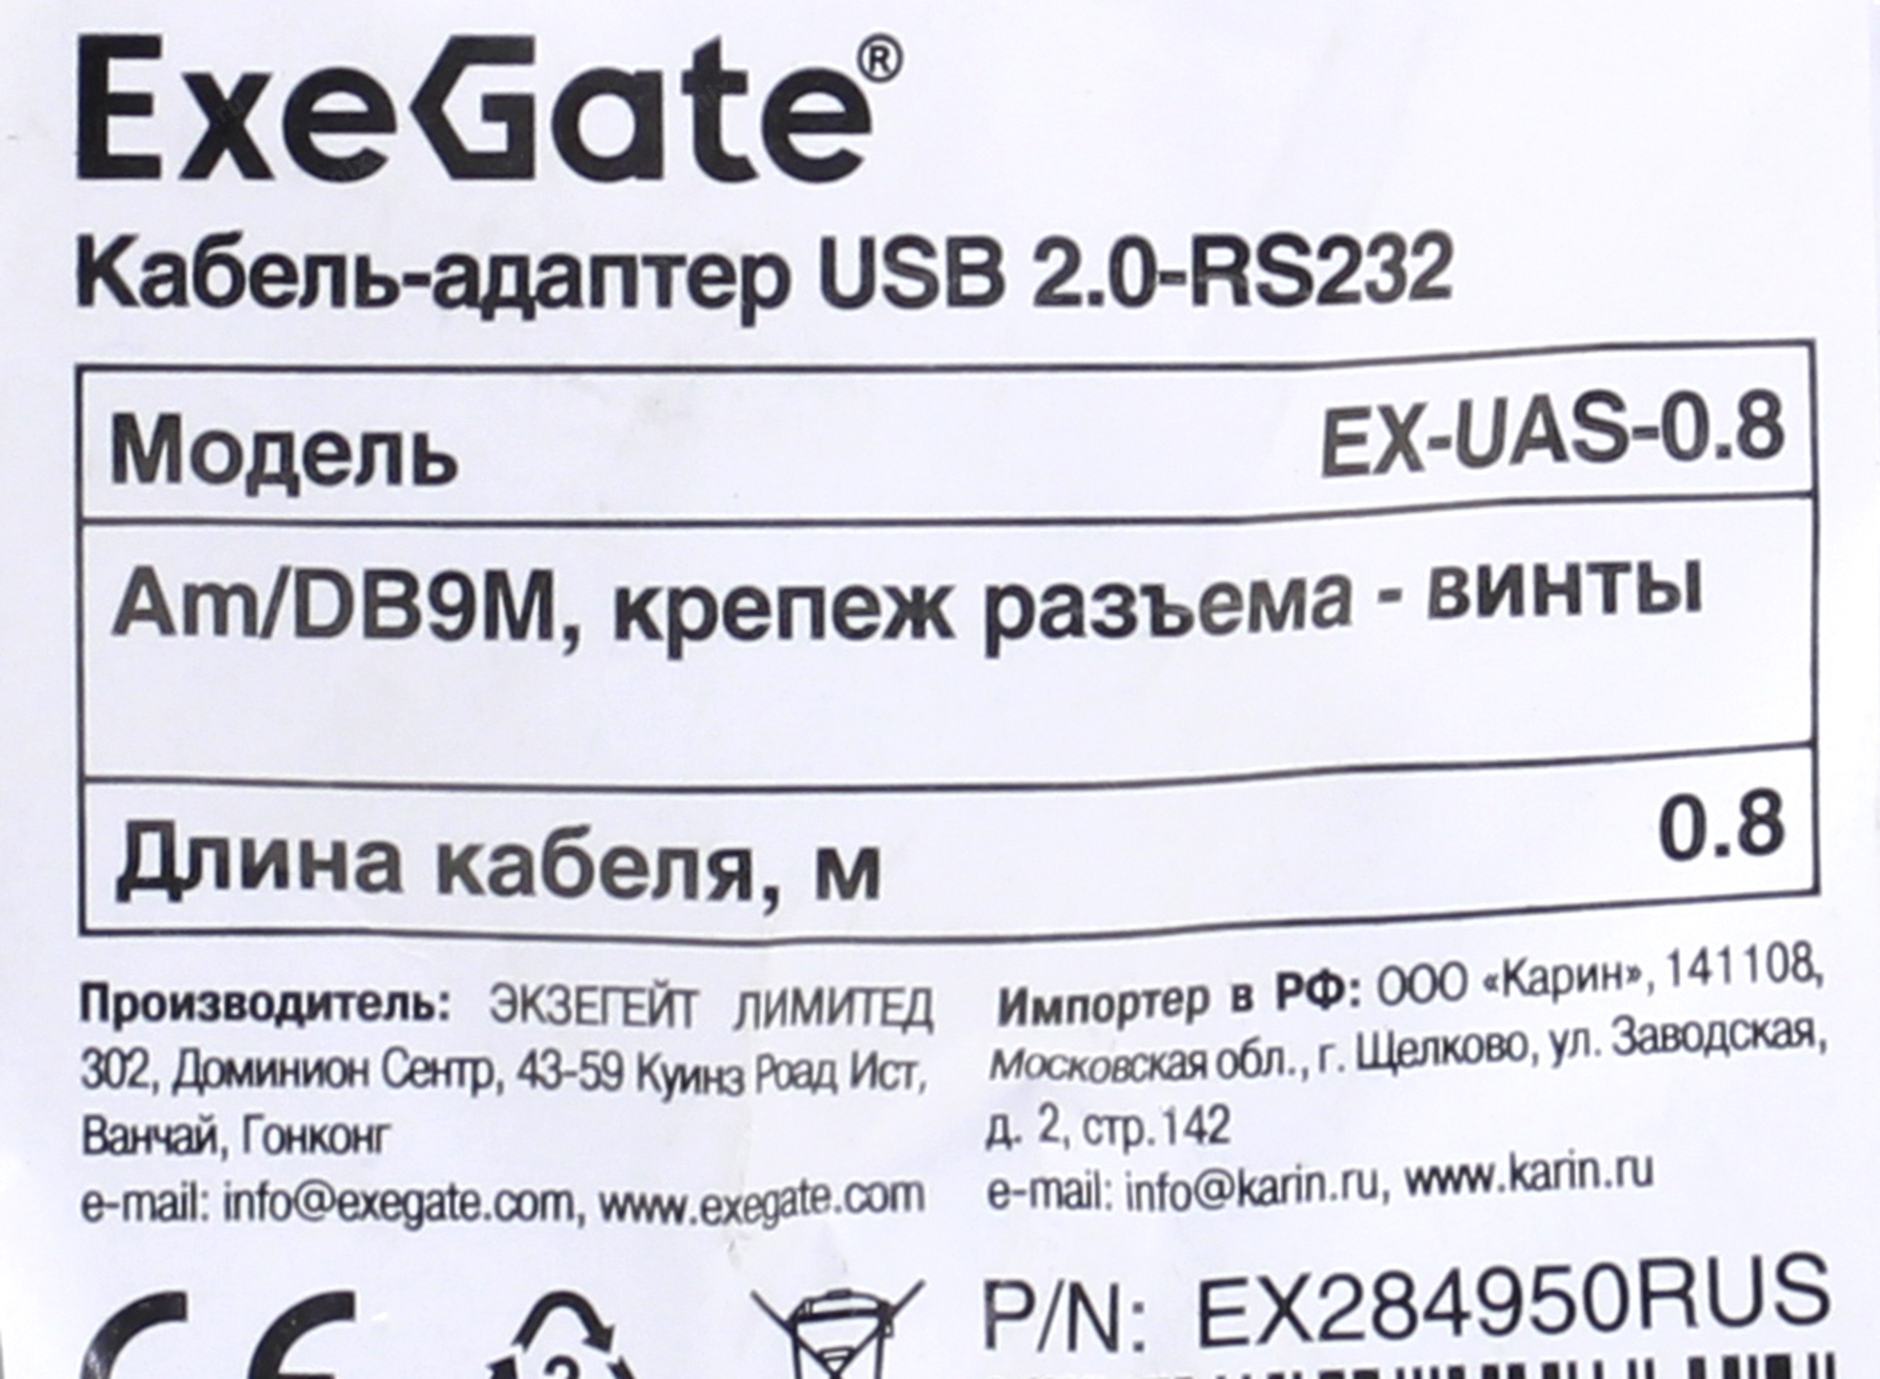 ExeGate®
Кабель-адаптер USB 2.0-RS232
Модель EX-UAS-0.8
Am/DB9M, крепеж разъема - винты
Длина кабеля, м 0.8
Производитель: ЭКЗЕГЕЙТ ЛИМИТЕД
302, Доминион Сентр, 43-59 Куинз Роад Ист,
Ванчай, Гонконг
e-mail: info@exegate.com, www.exegate.com
Импортер в РФ: ООО «Карин», 141108,
Московская обл., г. Щелково, ул. Заводская,
д. 2, стр.142
e-mail: info@karin.ru, www.karin.ru
CE
P/N: EX284950RUS